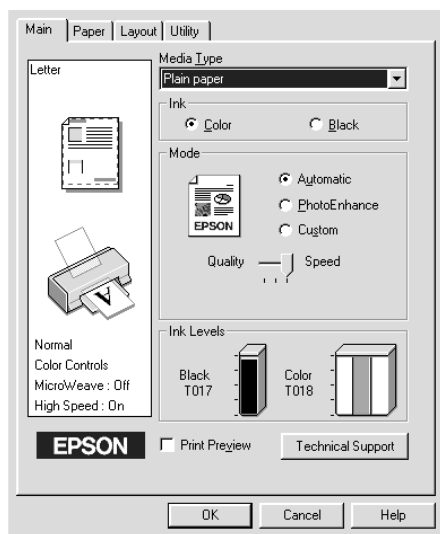 Main Paper Layout Utility
Letter
Media Type
Plain paper
Ink
Color Black
Mode
EPSON
Automatic
PhotoEnhance
Custom
Quality Speed
A
Normal
Color Controls
MicroWeave : Off
High Speed : On
Ink Levels
Black
T017
Color
T018
EPSON
Print Preview Technical Support
OK Cancel Help